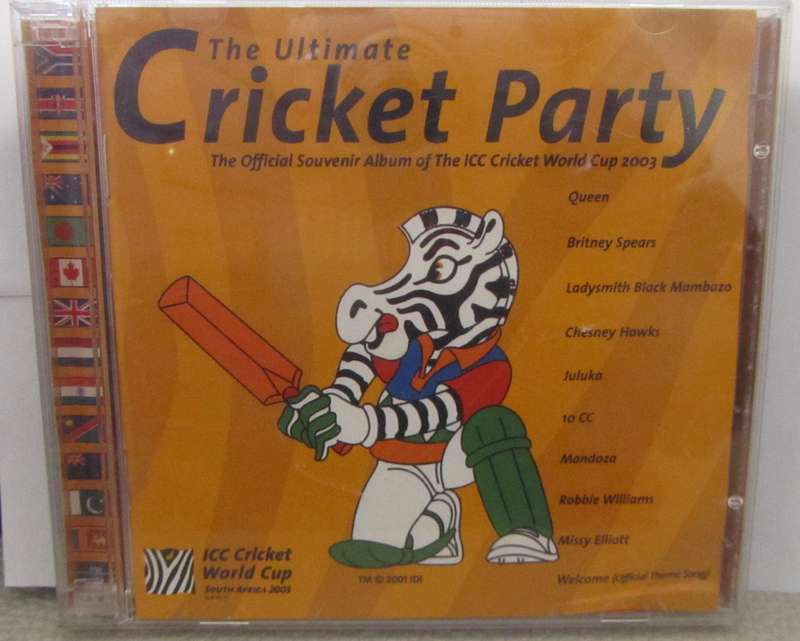 The Ultimate
Cricket Party
The Official Souvenir Album of The ICC Cricket World Cup 2003
Queen
Britney Spears
Ladysmith Black Mambazo
Chesney Hawks
Juluka
10 CC
Mandoza
Robbie Williams
Missy Elliott
Welcome (Official Theme Song)
ICC Cricket
World Cup
SOUTH AFRICA 2003
TM © 2001 IDI